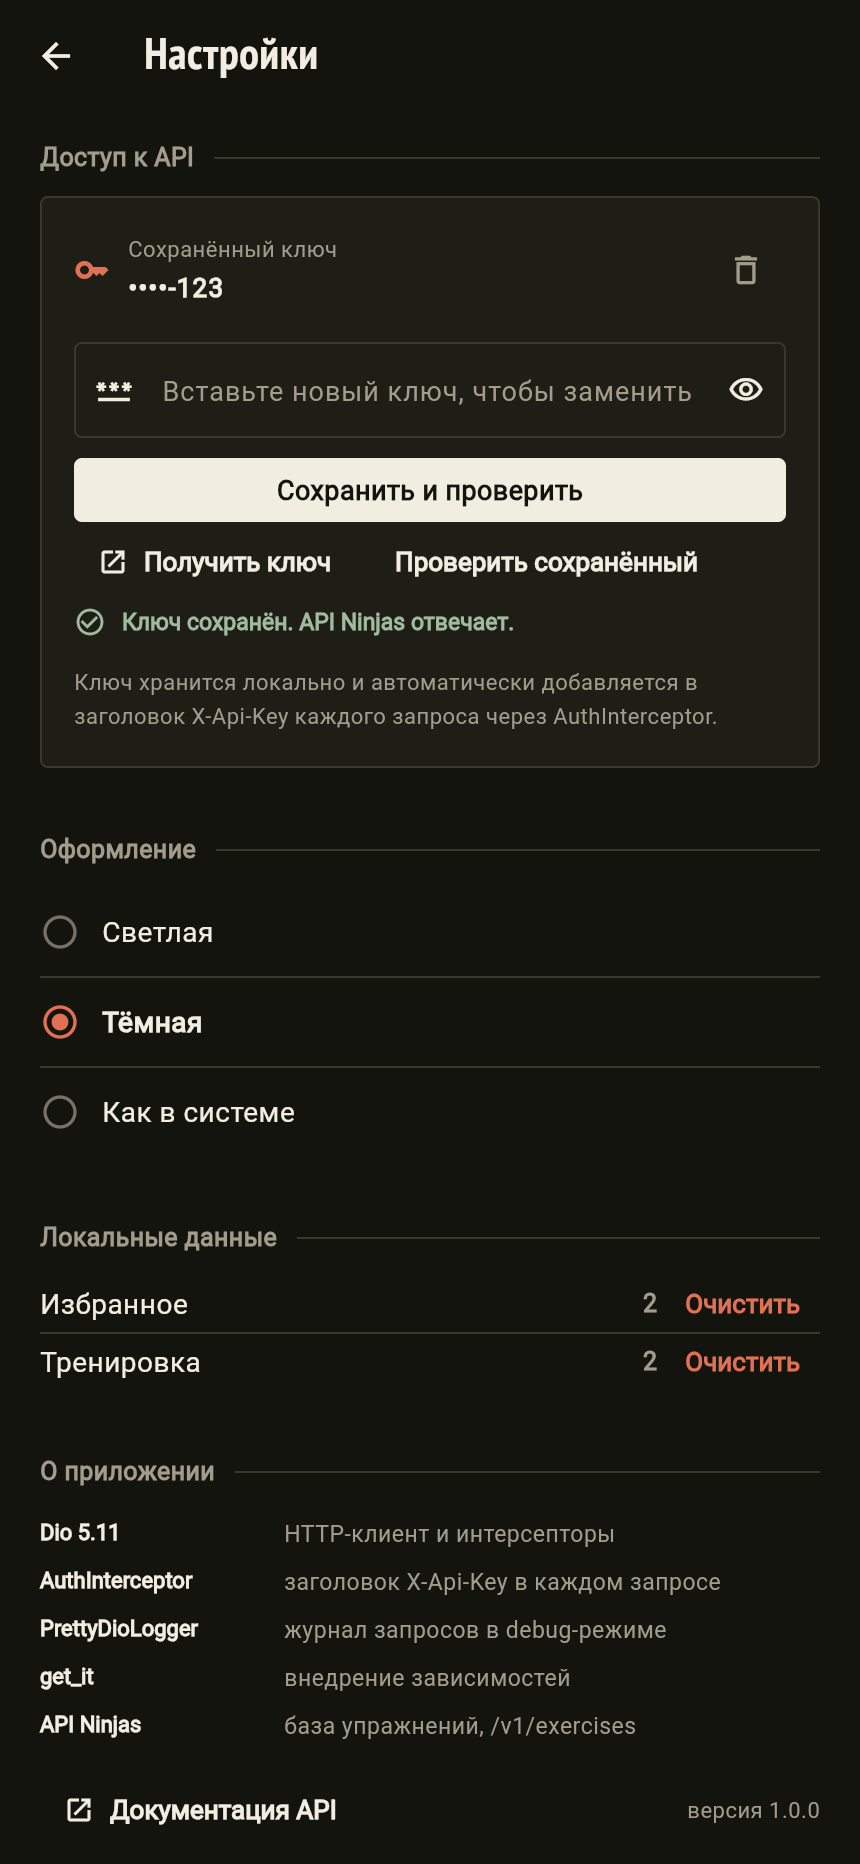 Настройки
Доступ к API
Сохранённый ключ
••••-123
*** Вставьте новый ключ, чтобы заменить
Сохранить и проверить
Получить ключ Проверить сохранённый
Ключ сохранён. API Ninjas отвечает.
Ключ хранится локально и автоматически добавляется в
заголовок X-Api-Key каждого запроса через AuthInterceptor.
Оформление
Светлая
Тёмная
Как в системе
Локальные данные
Избранное 2 Очистить
Тренировка 2 Очистить
О приложении
Dio 5.11 HTTP-клиент и интерсепторы
AuthInterceptor заголовок X-Api-Key в каждом запросе
PrettyDioLogger журнал запросов в debug-режиме
get_it внедрение зависимостей
API Ninjas база упражнений, /v1/exercises
Документация API версия 1.0.0